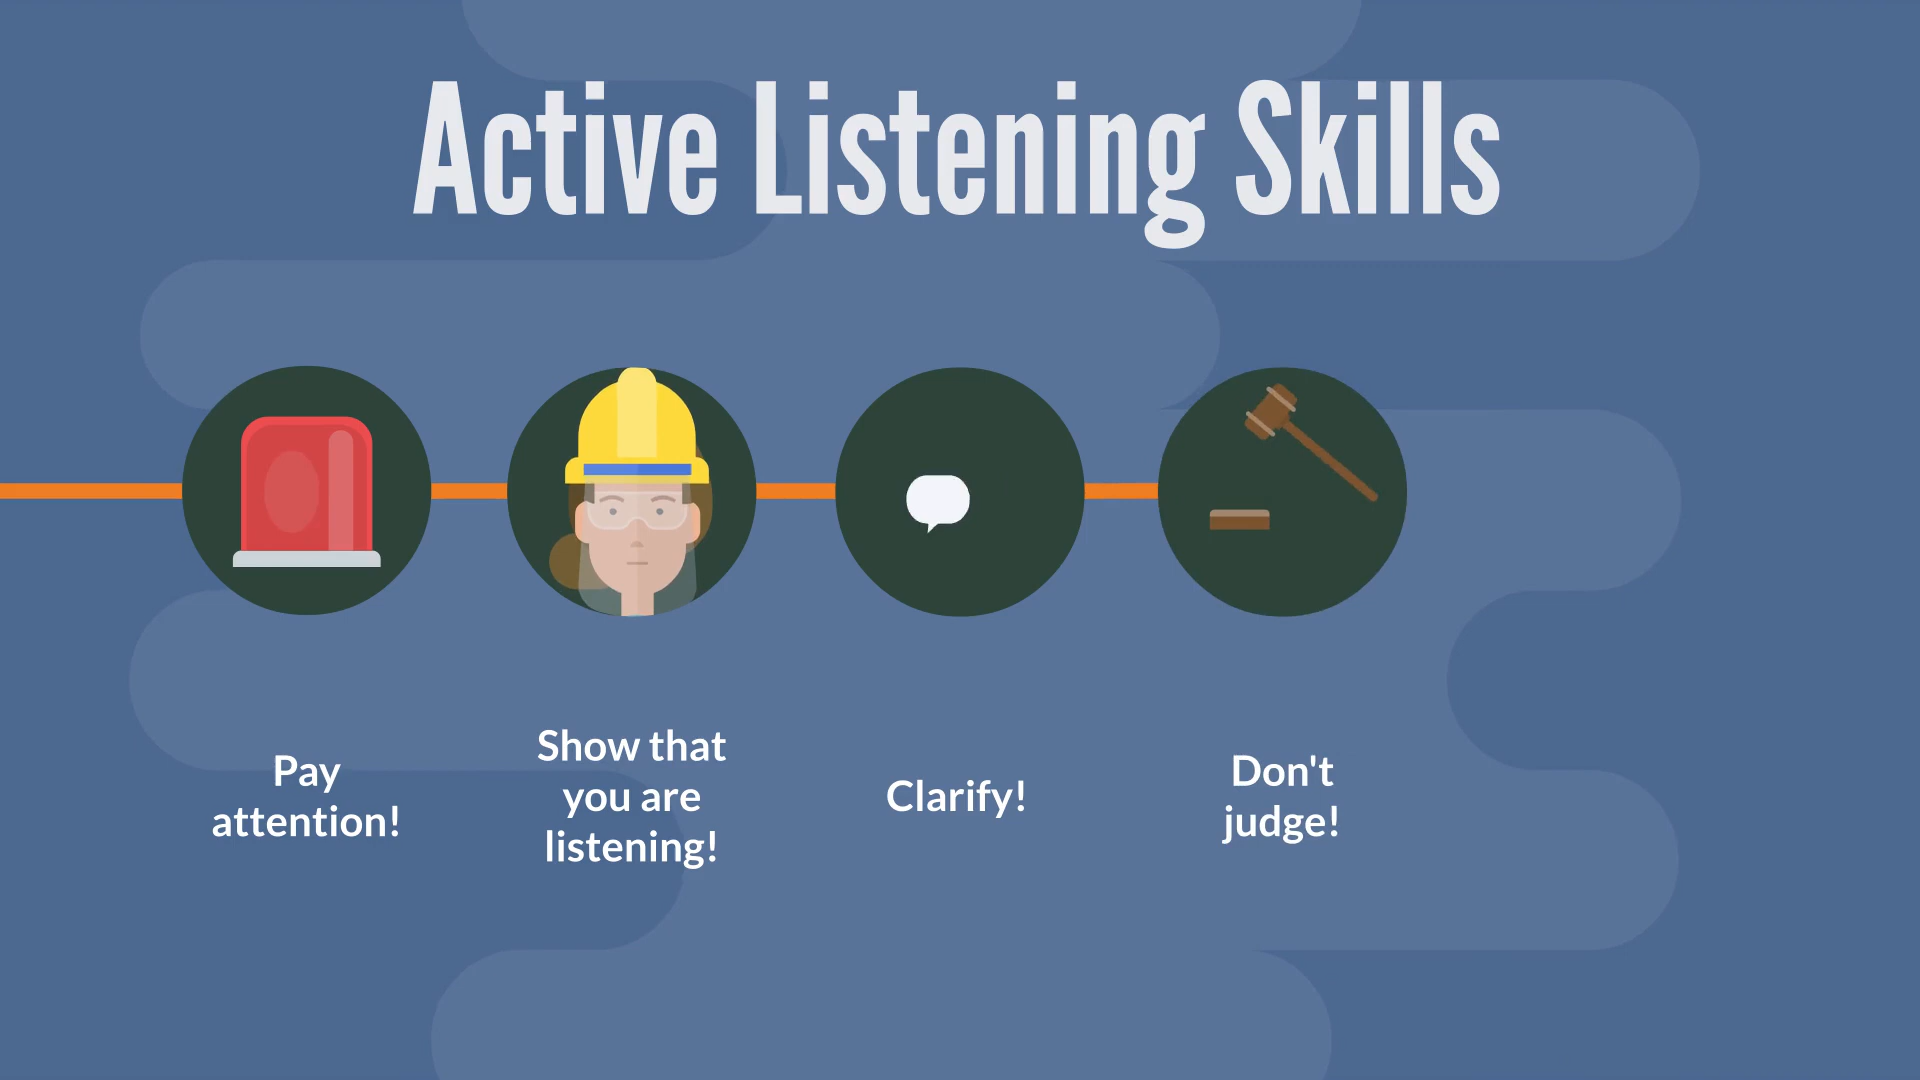 Active Listening Skills
Pay
attention!
Show that
you are
listening!
Clarify!
Don't
judge!